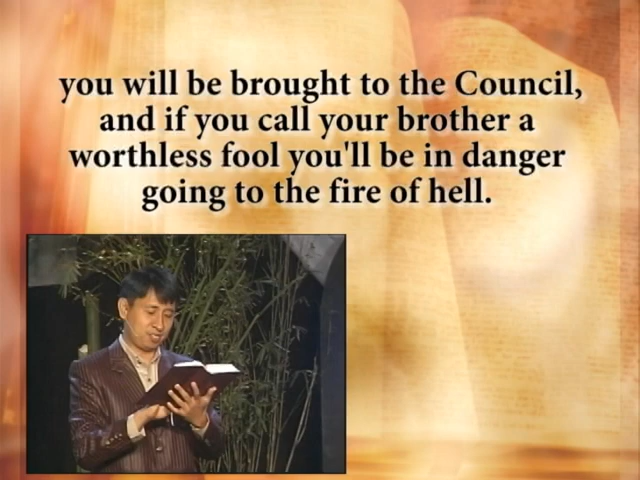 you will be brought to the Council,
and if you call your brother a
worthless fool you'll be in danger
going to the fire of hell.